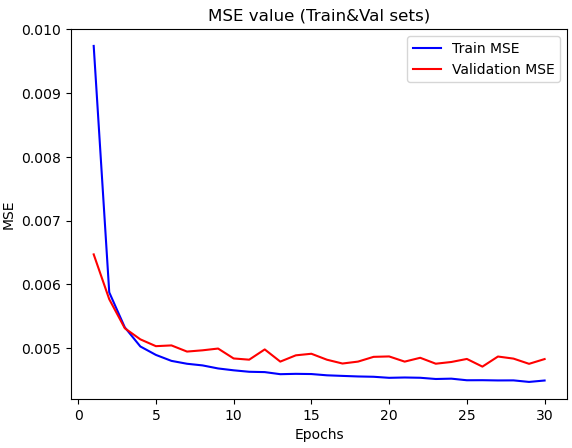 MSE value (Train&Val sets)
0.010
0.009
0.008
0.007
0.006
0.005
MSE
Train MSE
Validation MSE
0
5
10
15
20
25
30
Epochs